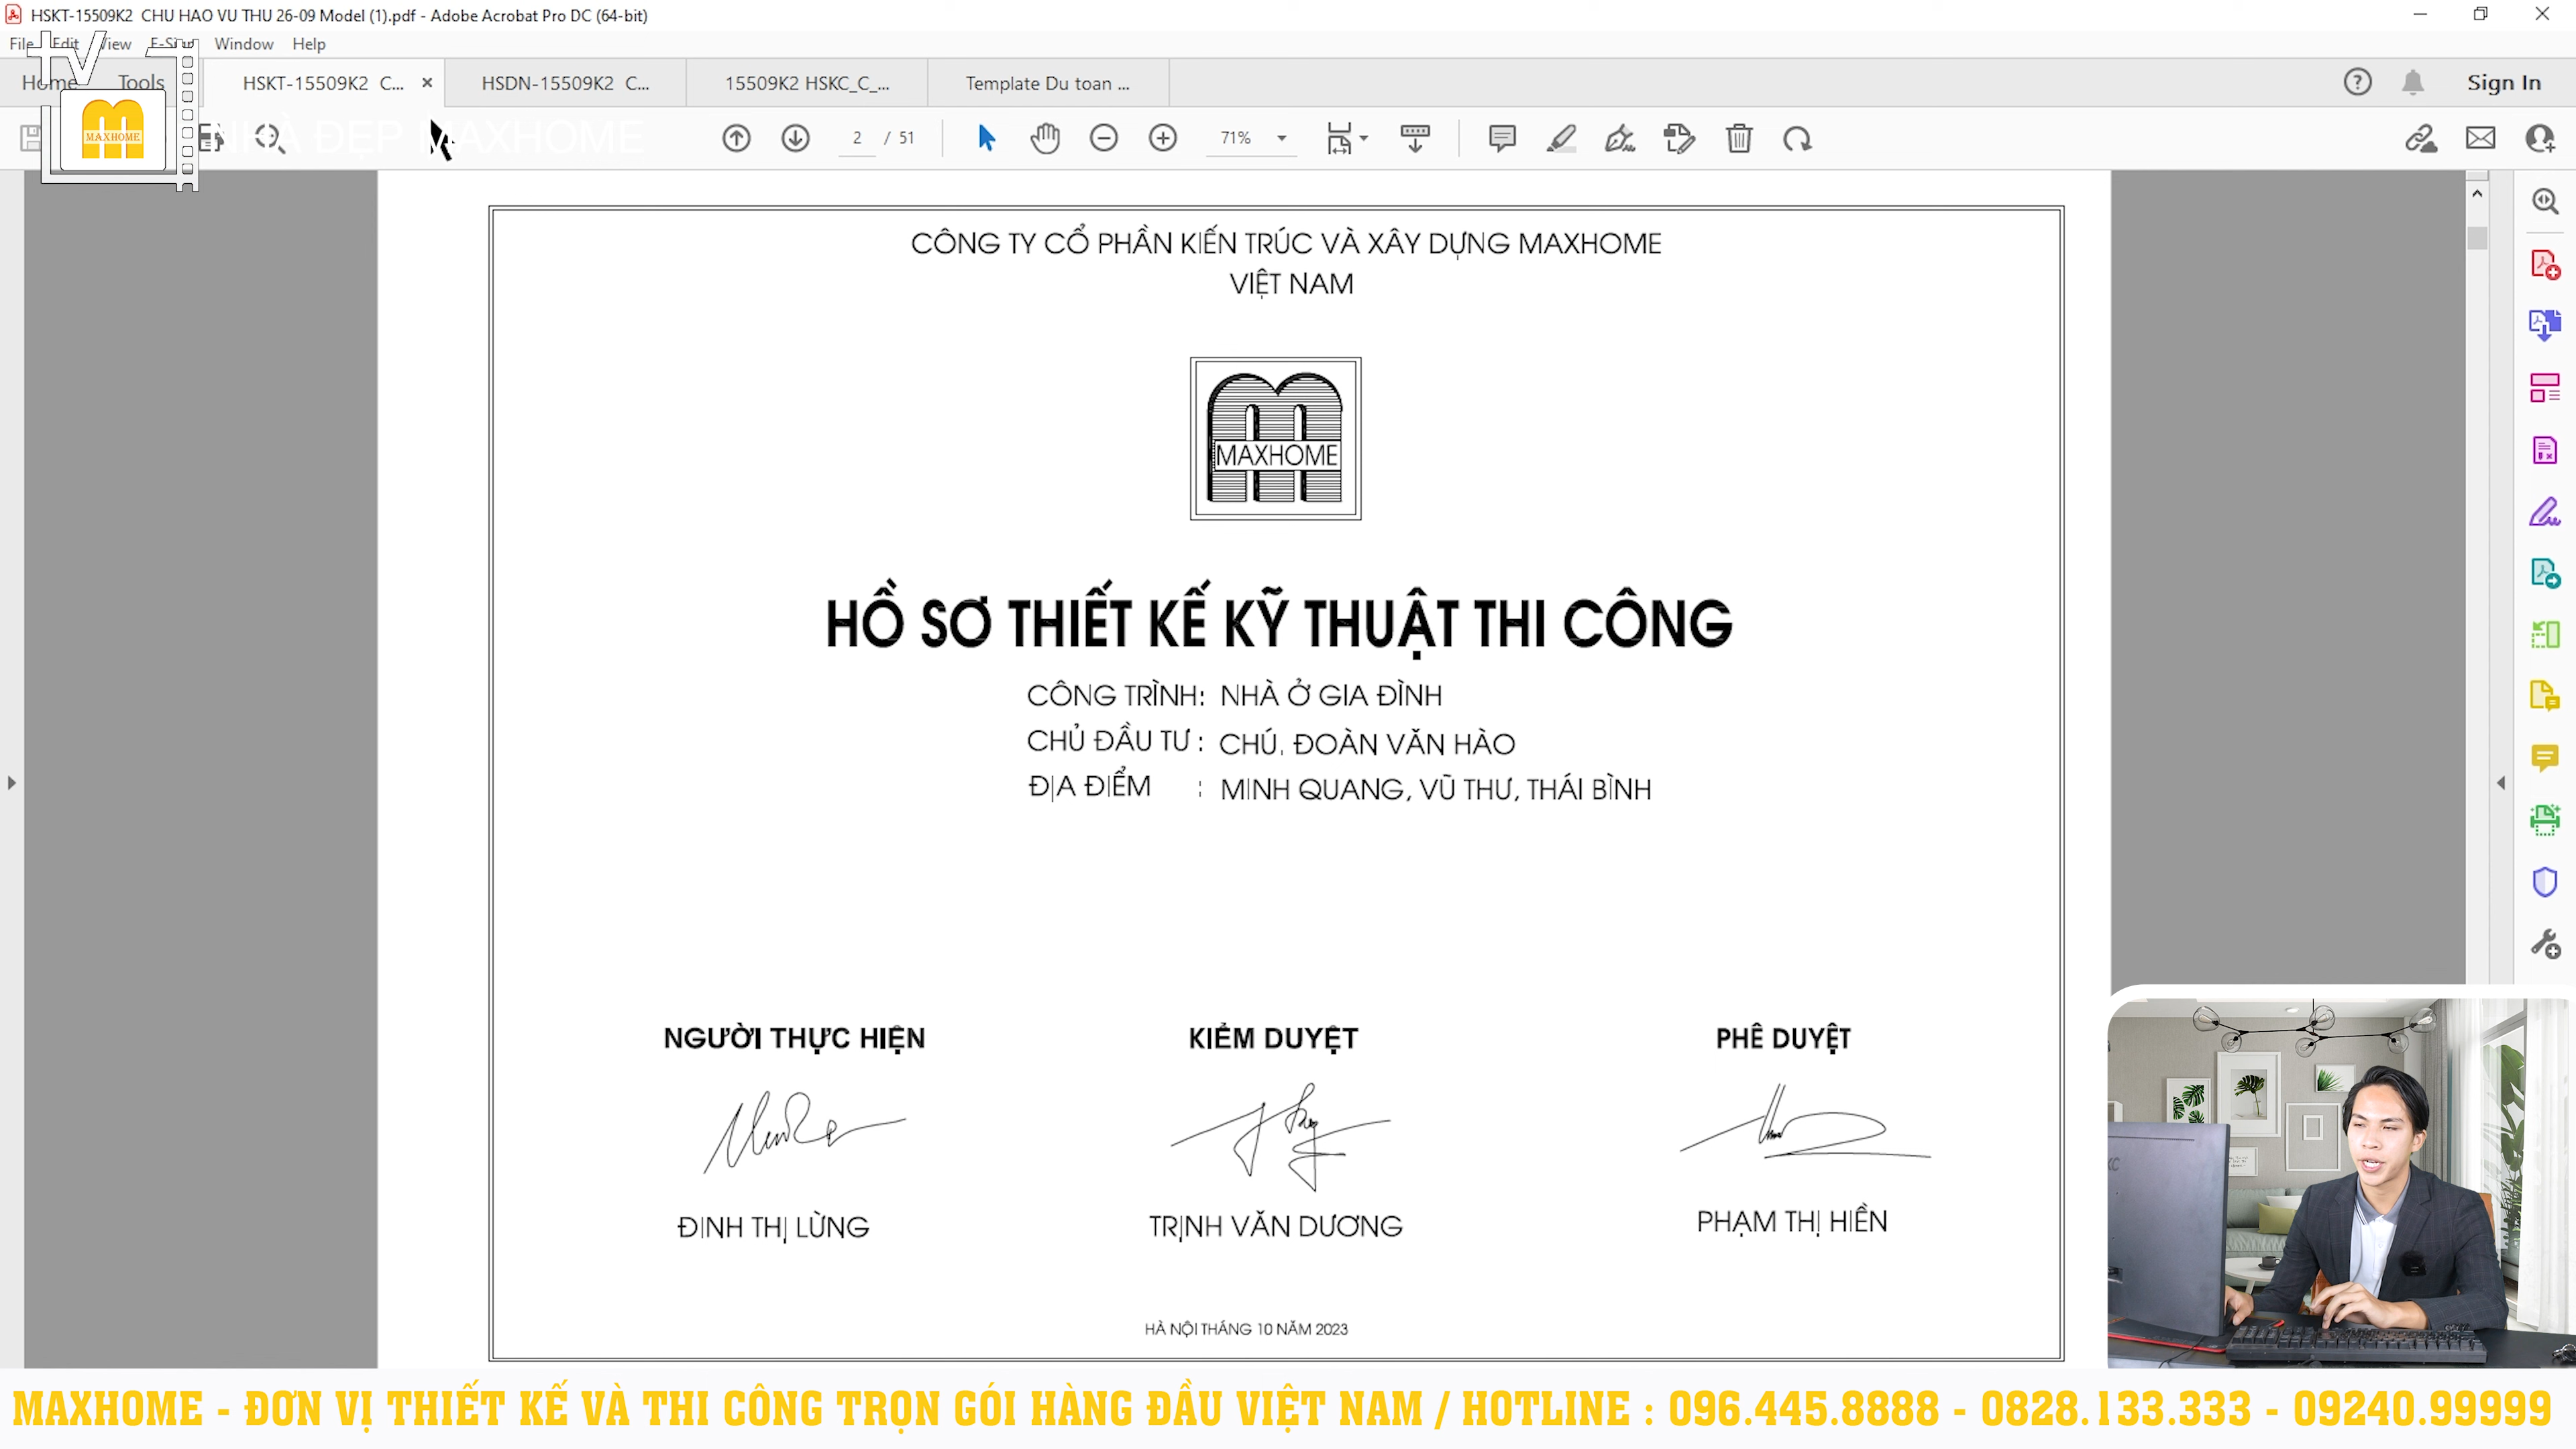 HSKT-15509K2 CHU HAO VU THU 26-09 Model (1).pdf - Adobe Acrobat Pro DC (64-bit)
File Edit View E-Sign Window Help
Home Tools HSKT-15509K2 C... HSDN-15509K2 C... 15509K2 HSKC_C_... Template Du toan ... Sign In
TV
MAXHOME
NHÀ ĐẸP MAXHOME
2 / 51
71%
CÔNG TY CỔ PHẦN KIẾN TRÚC VÀ XÂY DỰNG MAXHOME
VIỆT NAM
MAXHOME
HỒ SƠ THIẾT KẾ KỸ THUẬT THI CÔNG
CÔNG TRÌNH: NHÀ Ở GIA ĐÌNH
CHỦ ĐẦU TƯ : CHÚ. ĐOÀN VĂN HÀO
ĐỊA ĐIỂM : MINH QUANG, VŨ THƯ, THÁI BÌNH
NGƯỜI THỰC HIỆN KIỂM DUYỆT PHÊ DUYỆT
ĐINH THỊ LỪNG TRỊNH VĂN DƯƠNG PHẠM THỊ HIỀN
HÀ NỘI THÁNG 10 NĂM 2023
MAXHOME - ĐƠN VỊ THIẾT KẾ VÀ THI CÔNG TRỌN GÓI HÀNG ĐẦU VIỆT NAM / HOTLINE : 096.445.8888 - 0828.133.333 - 09240.99999